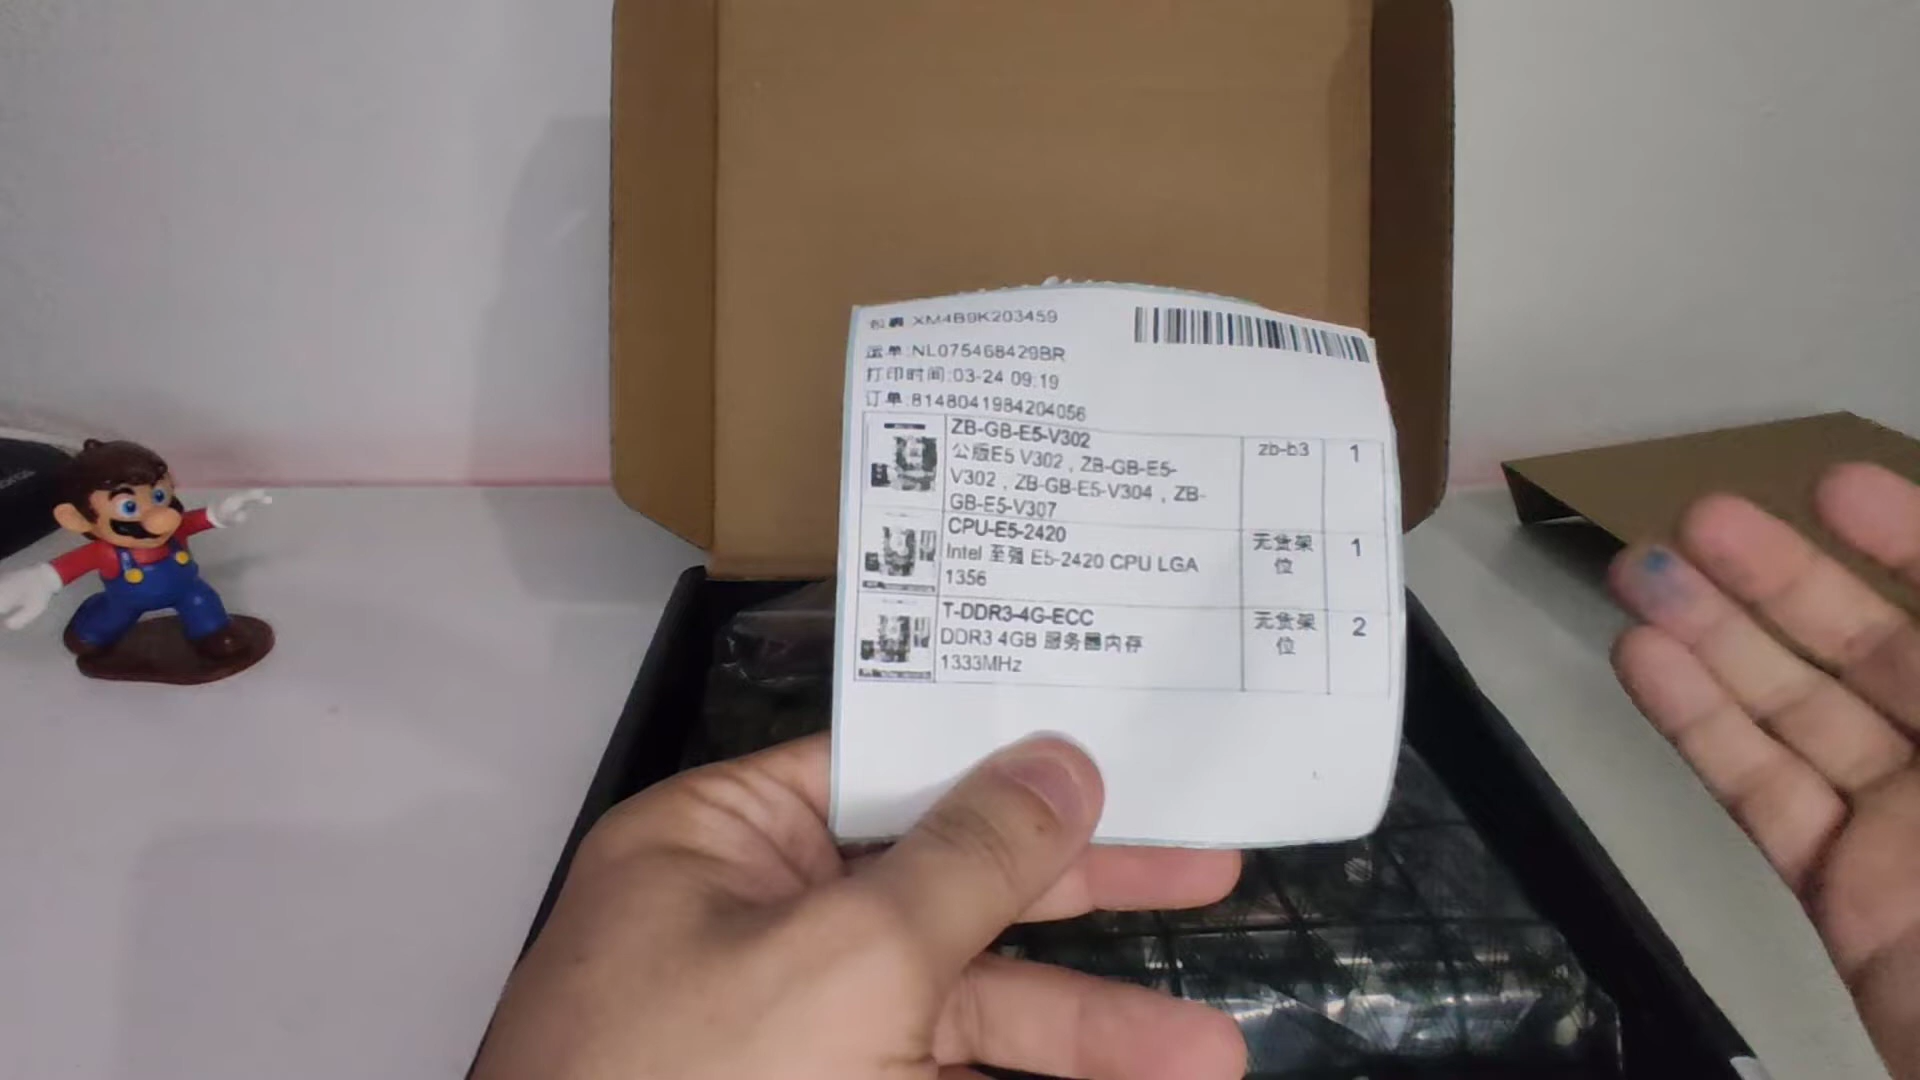 XM4B9K203459
运单:NL075468429BR
打印时间:03-24 09:19
订单:8148041984204056
ZB-GB-E5-V302
公版E5 V302 , ZB-GB-E5-
V302 , ZB-GB-E5-V304 , ZB-
GB-E5-V307
zb-b3
1
CPU-E5-2420
Intel 至强 E5-2420 CPU LGA
1356
无货架
位
1
T-DDR3-4G-ECC
DDR3 4GB 服务器内存
1333MHz
无货架
位
2